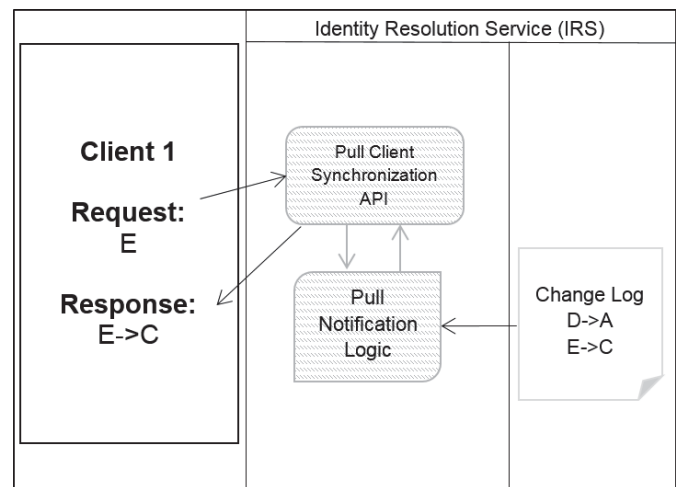 Identity Resolution Service (IRS)
Client 1
Request:
E
Response:
E->C
Pull Client
Synchronization
API
Pull
Notification
Logic
Change Log
D->A
E->C